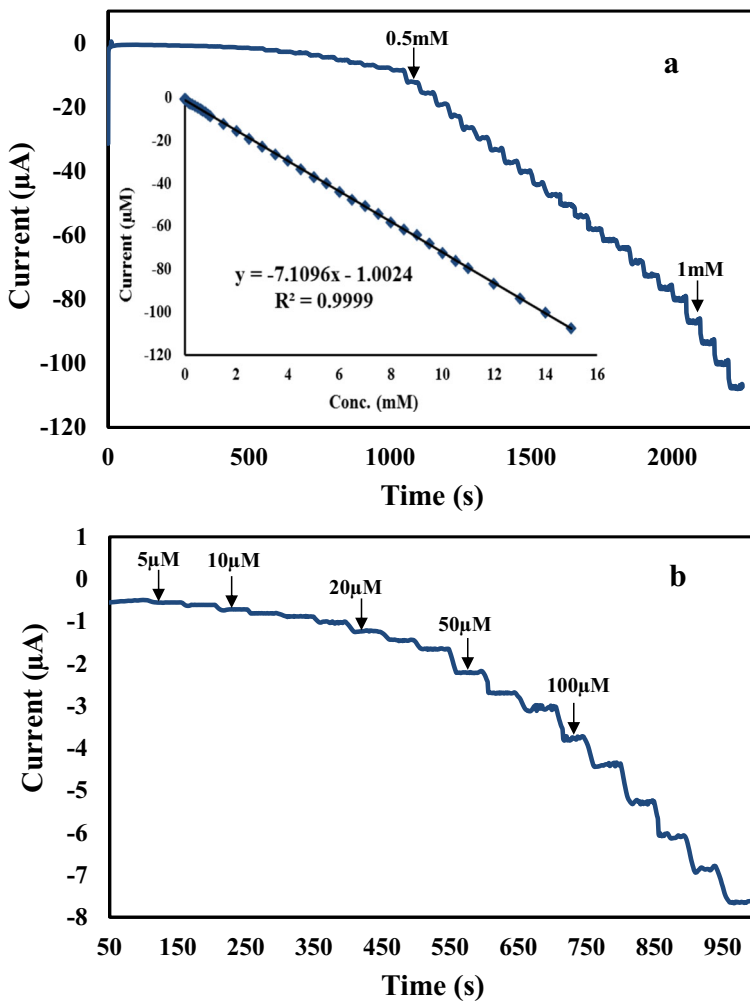 a
0.5mM
1mM
0
-20
-40
-60
-80
-100
-120
Current (µA)
0 500 1000 1500 2000
Time (s)
0
-20
-40
-60
-80
-100
-120
Current (µM)
y = -7.1096x - 1.0024
R² = 0.9999
0 2 4 6 8 10 12 14 16
Conc. (mM)
b
5µM
10µM
20µM
50µM
100µM
1
0
-1
-2
-3
-4
-5
-6
-7
-8
Current (µA)
50 150 250 350 450 550 650 750 850 950
Time (s)